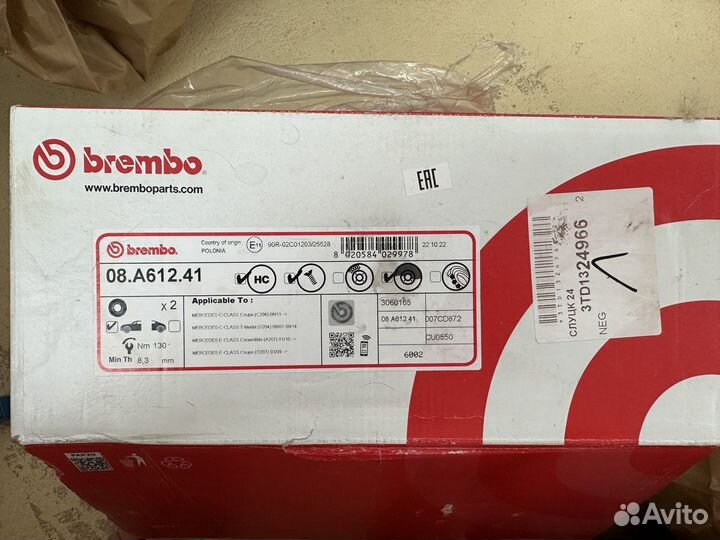 brembo
www.bremboparts.com
EAC
brembo.
Country of origin
POLONIA
E11
90R-02C01203/25528
22.10.22
8 020584 029978
08.A612.41
HC
x 2
Applicable To :
MERCEDES C-CLASS Coupe (C204) 06/11 ->
MERCEDES C-CLASS T-Model (S204) 08/07-08/14
MERCEDES E-CLASS Convertible (A207) 01/10 ->
MERCEDES E-CLASS Coupe (C207) 01/09 ->
Nm 130
Min Th 8,3 mm
3060165
08.A612.41
007CD872
CU0550
6002
СЛУЦК 24
3TD1324966
2
NEG
PAP20
Avito